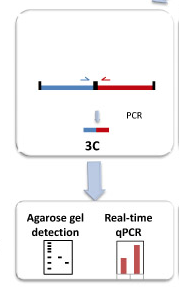 PCR
3C
Agarose gel
detection
Real-time
qPCR